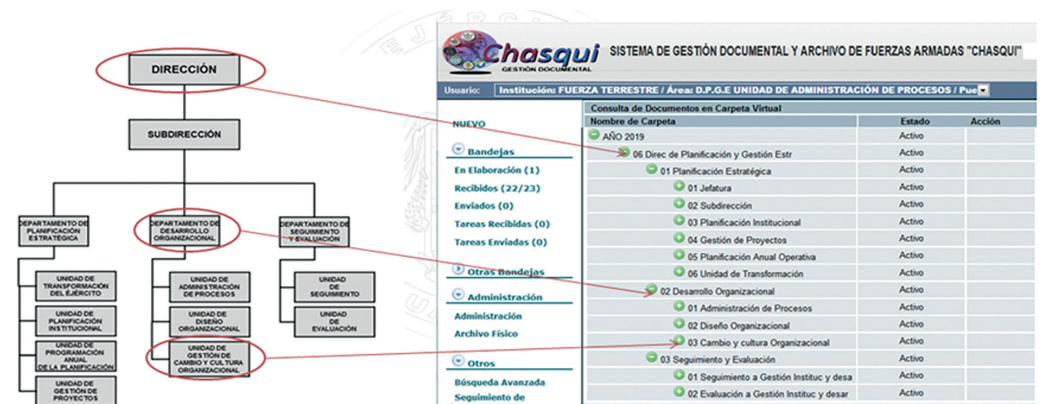 DIRECCIÓN
SUBDIRECCIÓN
DEPARTAMENTO DE
PLANIFICACIÓN
ESTRATÉGICA
DEPARTAMENTO DE
DESARROLLO
ORGANIZACIONAL
DEPARTAMENTO DE
SEGUIMIENTO
Y EVALUACIÓN
UNIDAD DE
TRANSFORMACIÓN
DEL EJÉRCITO
UNIDAD DE
PLANIFICACIÓN
INSTITUCIONAL
UNIDAD DE
PROGRAMACIÓN
ANUAL
DE LA PLANIFICACIÓN
UNIDAD DE
GESTIÓN DE
PROYECTOS
UNIDAD DE
ADMINISTRACIÓN
DE PROCESOS
UNIDAD DE
DISEÑO
ORGANIZACIONAL
UNIDAD DE
GESTIÓN DE
CAMBIO Y CULTURA
ORGANIZACIONAL
UNIDAD
DE
SEGUIMIENTO
UNIDAD
DE
EVALUACIÓN
Chasqui
GESTIÓN DOCUMENTAL
SISTEMA DE GESTIÓN DOCUMENTAL Y ARCHIVO DE FUERZAS ARMADAS "CHASQUI"
Usuario: Institución: FUERZA TERRESTRE / Área: D.P.G.E UNIDAD DE ADMINISTRACIÓN DE PROCESOS / Pue
NUEVO
Bandejas
En Elaboración (1)
Recibidos (22/23)
Enviados (0)
Tareas Recibidas (0)
Tareas Enviadas (0)
Otras Bandejas
Administración
Administración
Archivo Físico
Otros
Búsqueda Avanzada
Seguimiento de
Consulta de Documentos en Carpeta Virtual
Nombre de Carpeta Estado Acción
AÑO 2019 Activo
06 Direc de Planificación y Gestión Estr Activo
01 Planificación Estratégica Activo
01 Jefatura Activo
02 Subdirección Activo
03 Planificación Institucional Activo
04 Gestión de Proyectos Activo
05 Planificación Anual Operativa Activo
06 Unidad de Transformación Activo
02 Desarrollo Organizacional Activo
01 Administración de Procesos Activo
02 Diseño Organizacional Activo
03 Cambio y cultura Organizacional Activo
03 Seguimiento y Evaluación Activo
01 Seguimiento a Gestión Instituc y desa Activo
02 Evaluación a Gestión Instituc y desar Activo